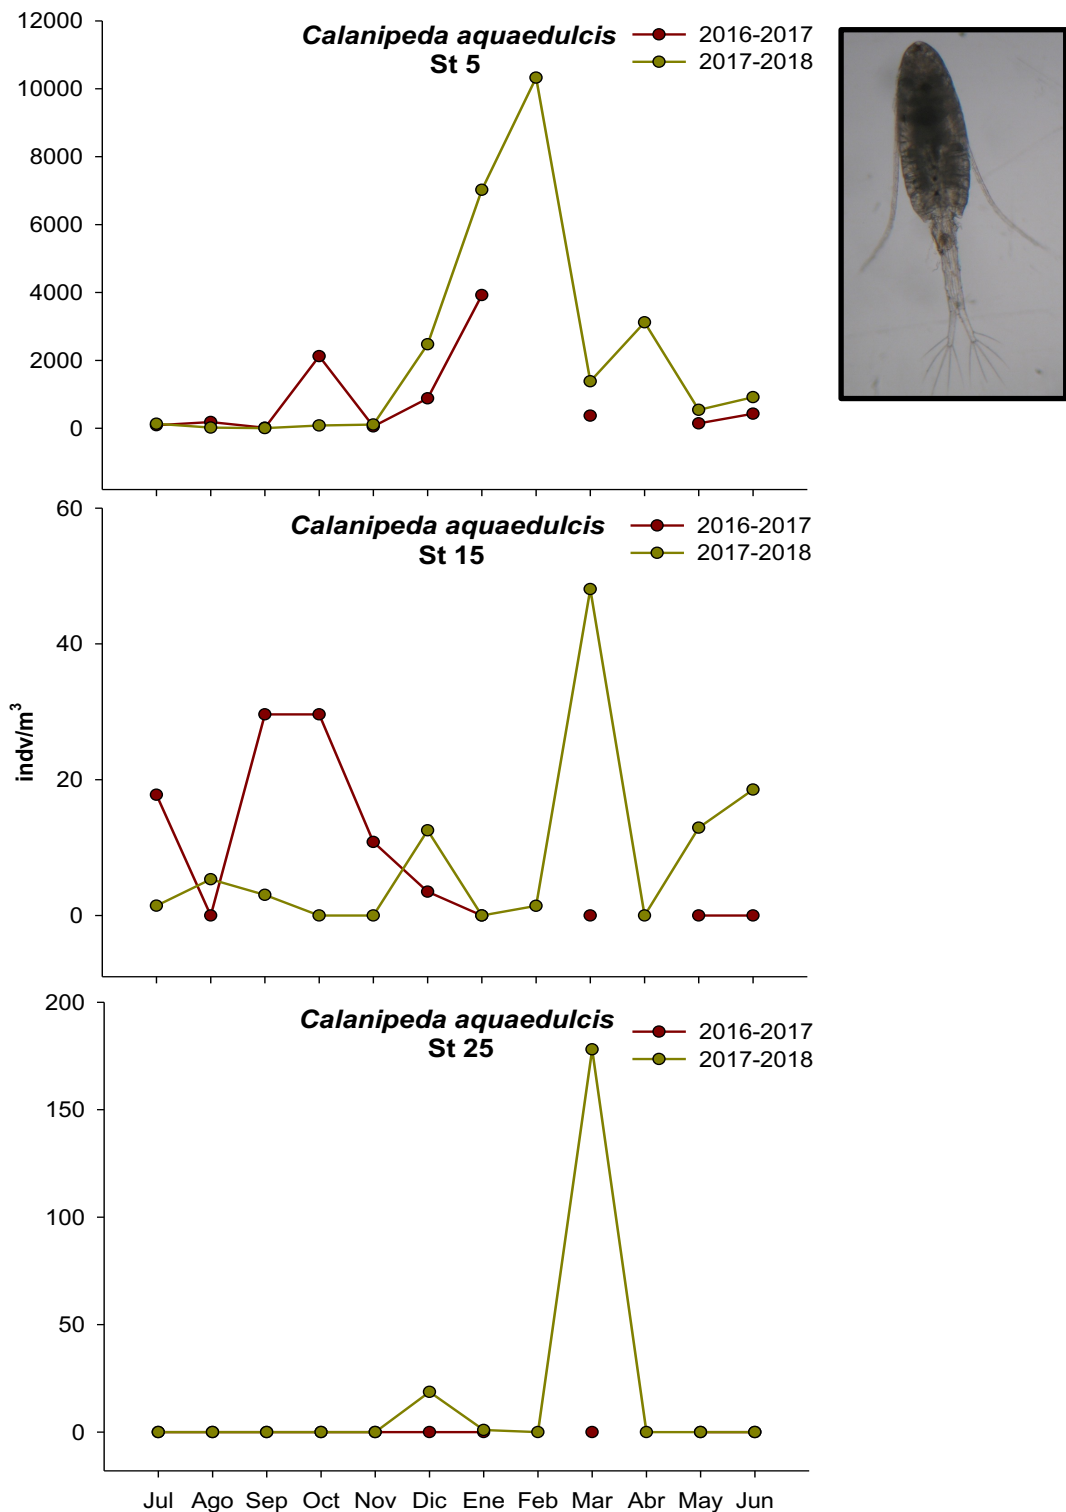 12000
10000
8000
6000
4000
2000
0
Calanipeda aquaedulcis
St 5
2016-2017
2017-2018
60
40
20
0
Calanipeda aquaedulcis
St 15
2016-2017
2017-2018
indv/m³
200
150
100
50
0
Calanipeda aquaedulcis
St 25
2016-2017
2017-2018
Jul Ago Sep Oct Nov Dic Ene Feb Mar Abr May Jun